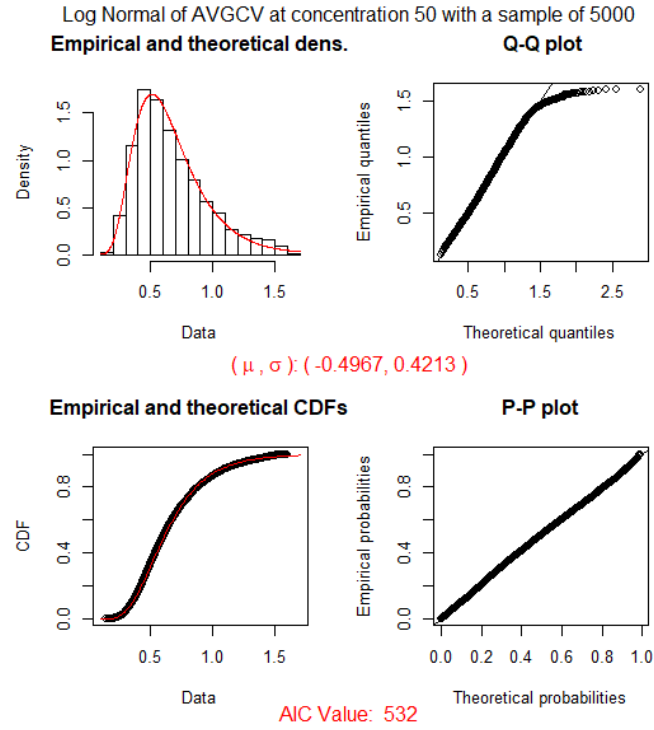 Log Normal of AVGCV at concentration 50 with a sample of 5000
Empirical and theoretical dens.
Density
0.0
0.5
1.0
1.5
0.5
1.0
1.5
Data
Q-Q plot
Empirical quantiles
0.5
1.0
1.5
0.5
1.5
2.5
Theoretical quantiles
( μ , σ ): ( -0.4967, 0.4213 )
Empirical and theoretical CDFs
CDF
0.0
0.4
0.8
0.5
1.0
1.5
Data
P-P plot
Empirical probabilities
0.0
0.4
0.8
0.0
0.2
0.4
0.6
0.8
1.0
Theoretical probabilities
AIC Value: 532